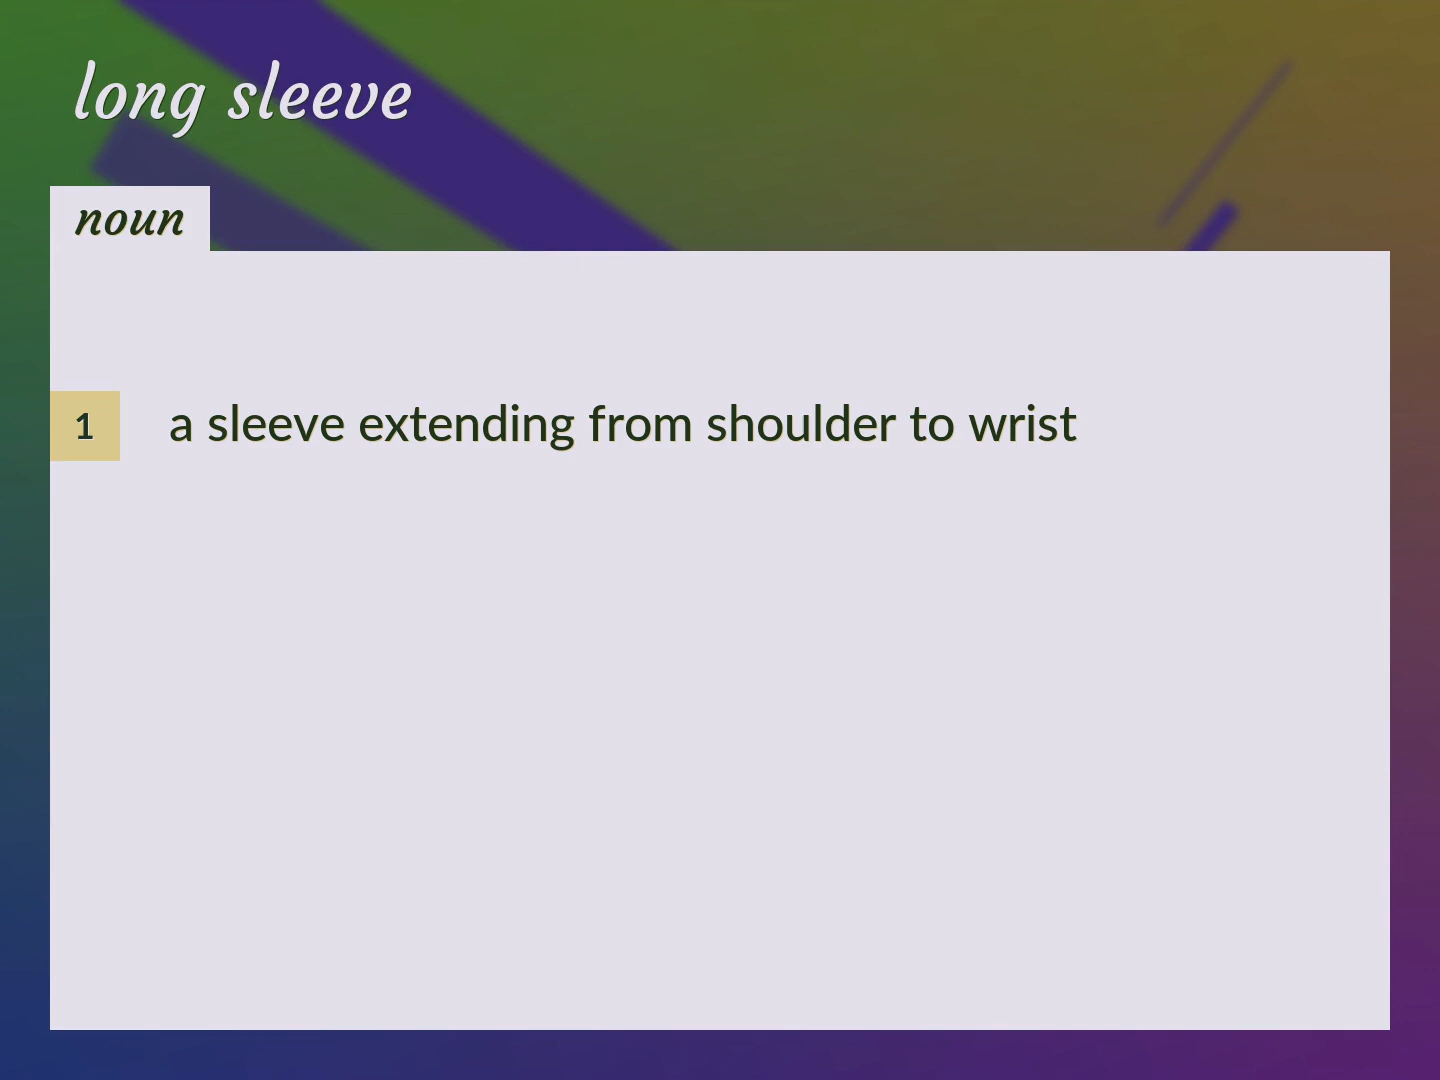 long sleeve
noun
1 a sleeve extending from shoulder to wrist